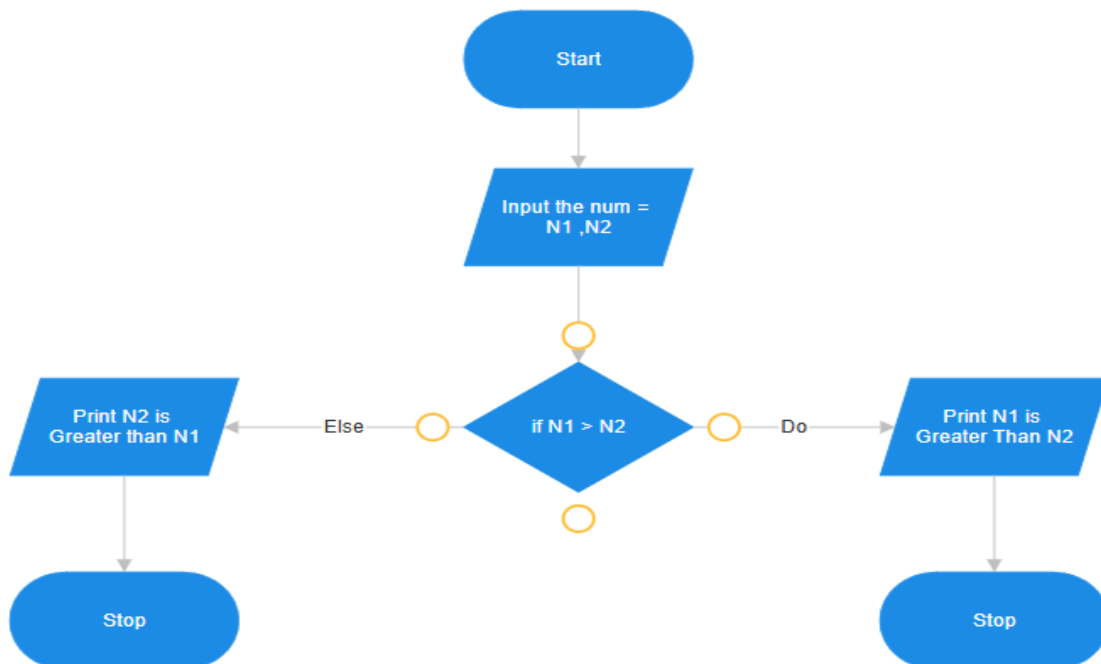 Start
Input the num =
N1 ,N2
if N1 > N2
Else
Do
Print N2 is
Greater than N1
Print N1 is
Greater Than N2
Stop
Stop